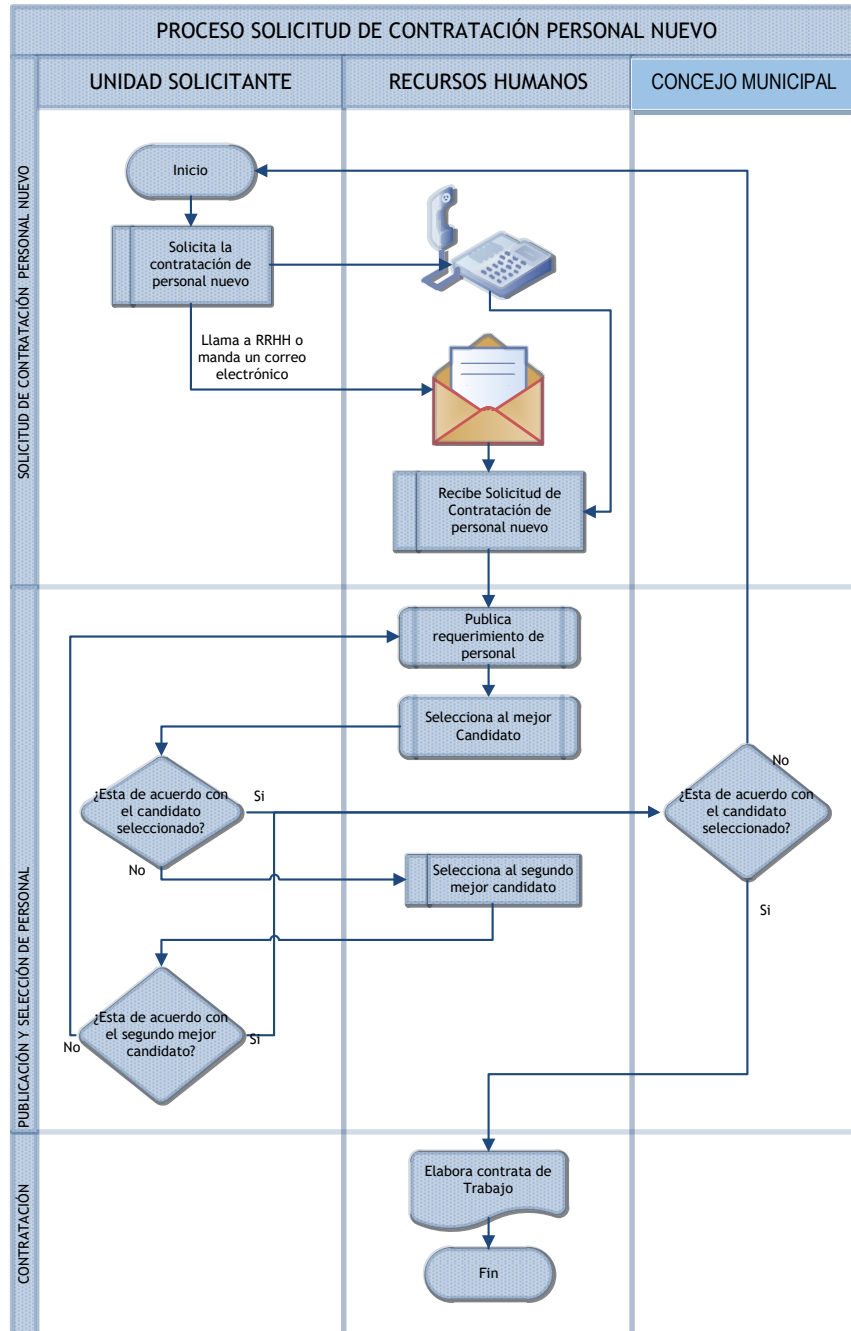 PROCESO SOLICITUD DE CONTRATACIÓN PERSONAL NUEVO
UNIDAD SOLICITANTE
RECURSOS HUMANOS
CONCEJO MUNICIPAL
SOLICITUD DE CONTRATACIÓN PERSONAL NUEVO
Inicio
Solicita la
contratación de
personal nuevo
Llama a RRHH o
manda un correo
electrónico
Recibe Solicitud de
Contratación de
personal nuevo
PUBLICACIÓN Y SELECCIÓN DE PERSONAL
Publica
requerimiento de
personal
Selecciona al mejor
Candidato
¿Esta de acuerdo con
el candidato
seleccionado?
Si
No
No
¿Esta de acuerdo con
el candidato
seleccionado?
Si
Selecciona al segundo
mejor candidato
¿Esta de acuerdo con
el segundo mejor
candidato?
No
Si
CONTRATACIÓN
Elabora contrata de
Trabajo
Fin